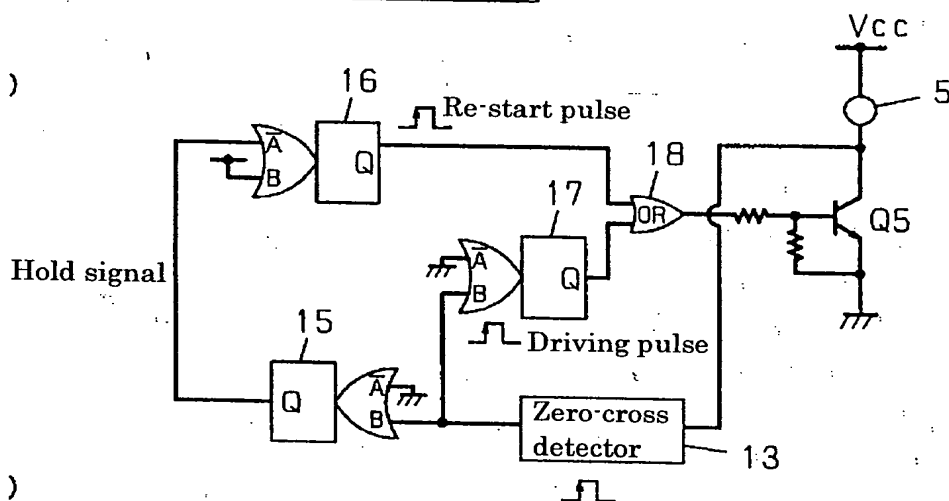 Vcc
)
16
5
Re-start pulse
A
B
Q
18
OR
17
Q5
A
B
Q
Hold signal
15
Driving pulse
Q
A
B
Zero-cross
detector
13
)